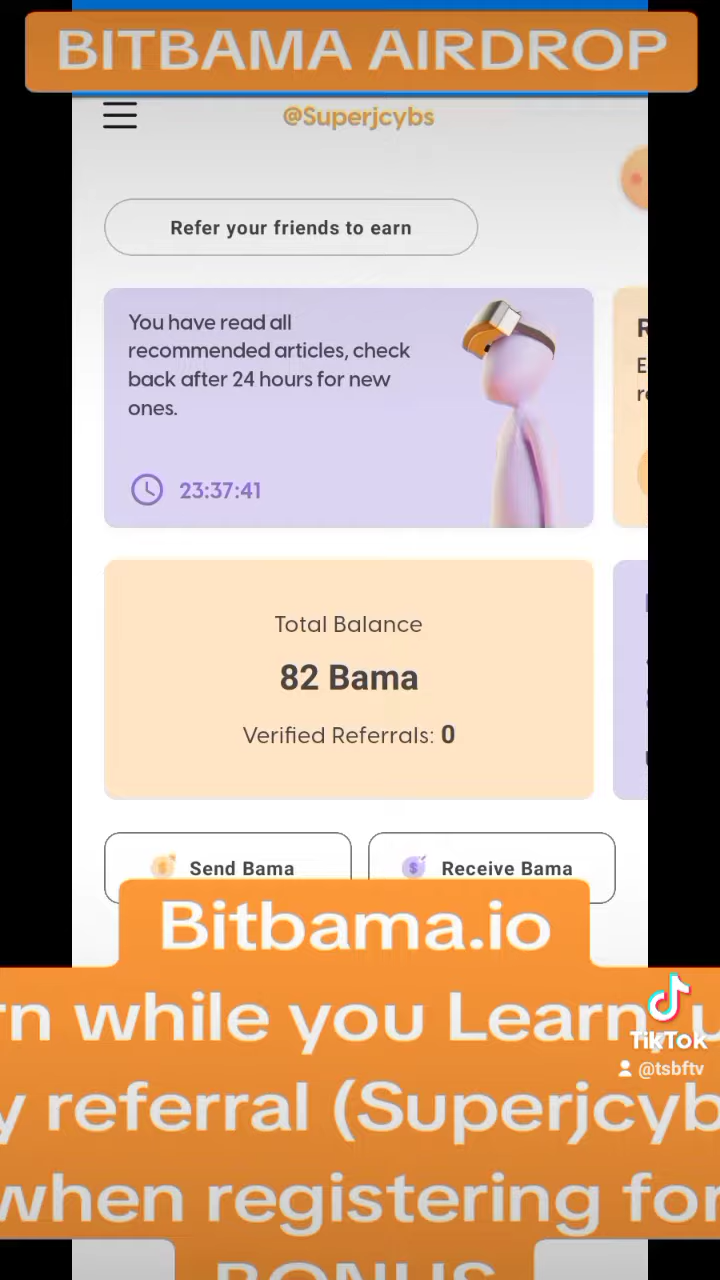 BITBAMA AIRDROP
@Superjcybs
Refer your friends to earn
You have read all
recommended articles, check
back after 24 hours for new
ones.
23:37:41
Total Balance
82 Bama
Verified Referrals: 0
Send Bama
Receive Bama
Bitbama.io
while you Learn
TikTok
@tsbftv
referral (Superjcyb
when registering for
BONUS